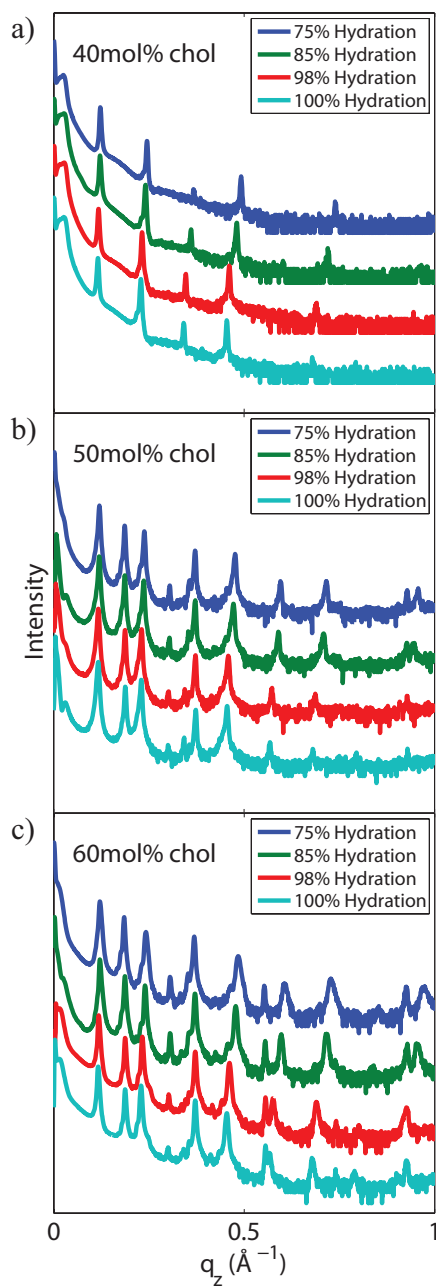 a)
40mol% chol
75% Hydration
85% Hydration
98% Hydration
100% Hydration
b)
50mol% chol
75% Hydration
85% Hydration
98% Hydration
100% Hydration
Intensity
c)
60mol% chol
75% Hydration
85% Hydration
98% Hydration
100% Hydration
0 0.5 1
q_z (Å⁻¹)